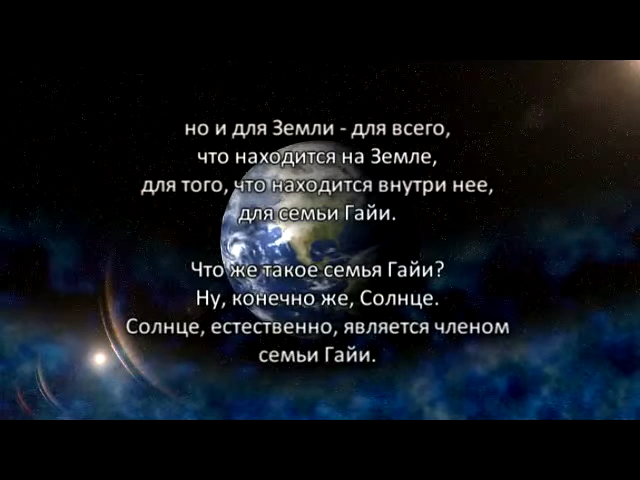 но и для Земли - для всего,
что находится на Земле,
для того, что находится внутри нее,
для семьи Гайи.
Что же такое семья Гайи?
Ну, конечно же, Солнце.
Солнце, естественно, является членом
семьи Гайи.